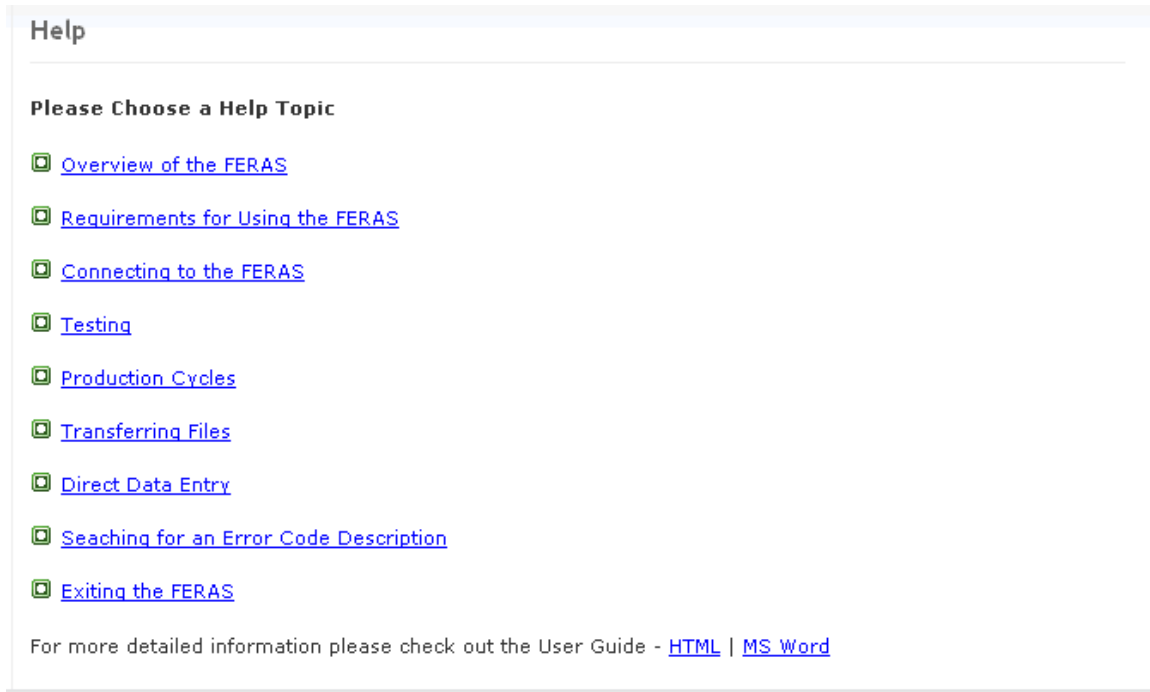 Help
Please Choose a Help Topic
Overview of the FERAS
Requirements for Using the FERAS
Connecting to the FERAS
Testing
Production Cycles
Transferring Files
Direct Data Entry
Seaching for an Error Code Description
Exiting the FERAS
For more detailed information please check out the User Guide - HTML | MS Word